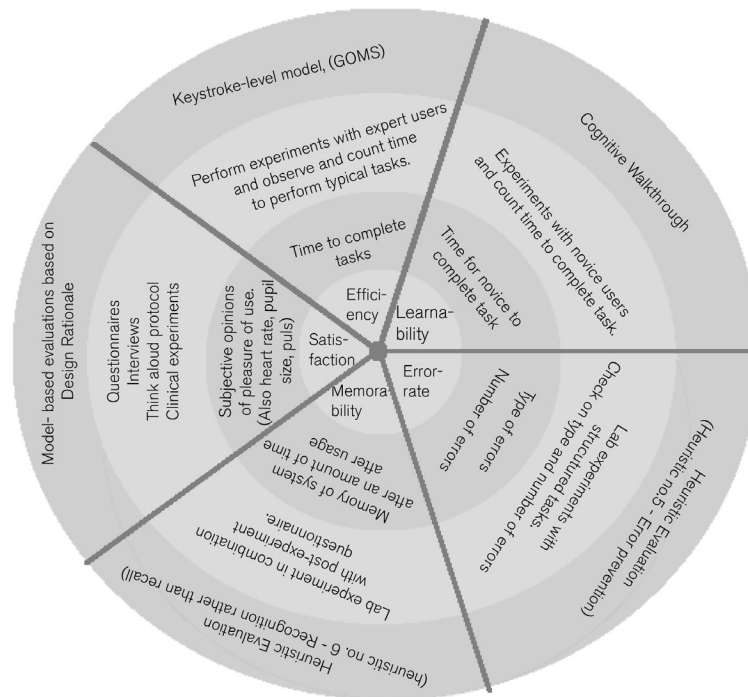 Keystroke-level model, (GOMS)
Perform experiments with expert users
and observe and count time
to perform typical tasks.
Time to complete
tasks
Effici-
ency
Cognitive Walkthrough
Experiments with novice users
and count time to complete task.
Time for novice to
complete task
Learna-
bility
Error-
rate
Type of errors
Number of errors
Lab experiments with
strucutured tasks.
Check on type and number of errors
Heuristic Evaluation
(Heuristic no.5 - Error prevention)
Memora-
bility
Memory of system
after an amount of time
after usage
Lab experiment in combination
with post-experiment
questionnaire.
Heuristic Evaluation
(heuristic no. 6 - Recognition rather than recall)
Satis-
faction
Subjective opinions
of pleasure of use.
(Also heart rate, pupil
size, puls)
Questionnaires
Interviews
Think aloud protocol
Clinical experiments
Model- based evaluations based on
Design Rationale